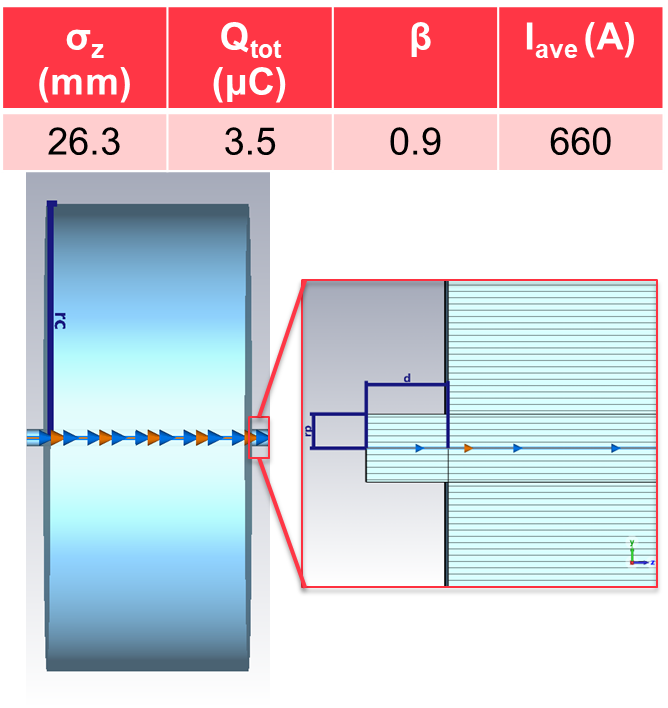 σz (mm) Qtot (μC) β Iave (A)
26.3 3.5 0.9 660
rc
d
rp
y
z